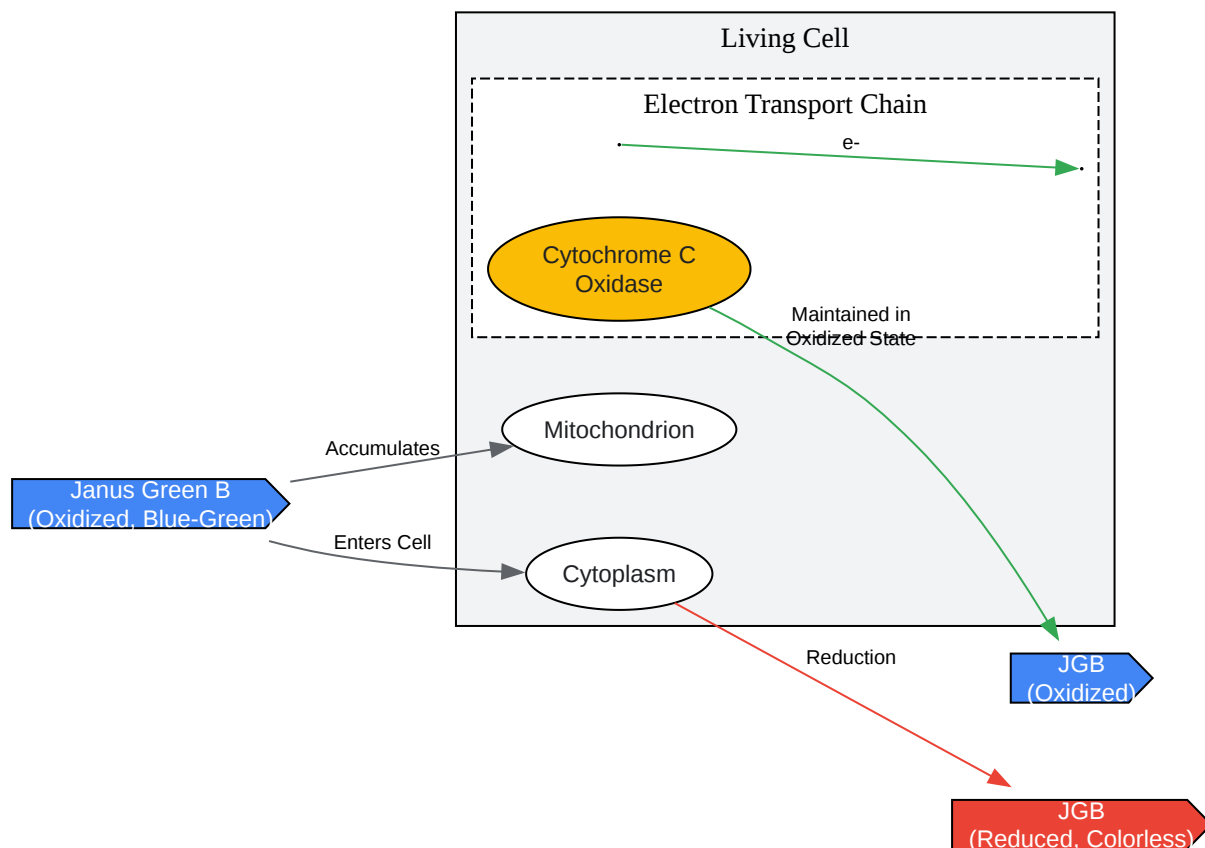 Living Cell
Electron Transport Chain
e-
Cytochrome C
Oxidase
Maintained in
Oxidized State
Mitochondrion
Accumulates
Janus Green B
(Oxidized, Blue-Green)
Enters Cell
Cytoplasm
Reduction
JGB
(Oxidized)
JGB
(Reduced, Colorless)